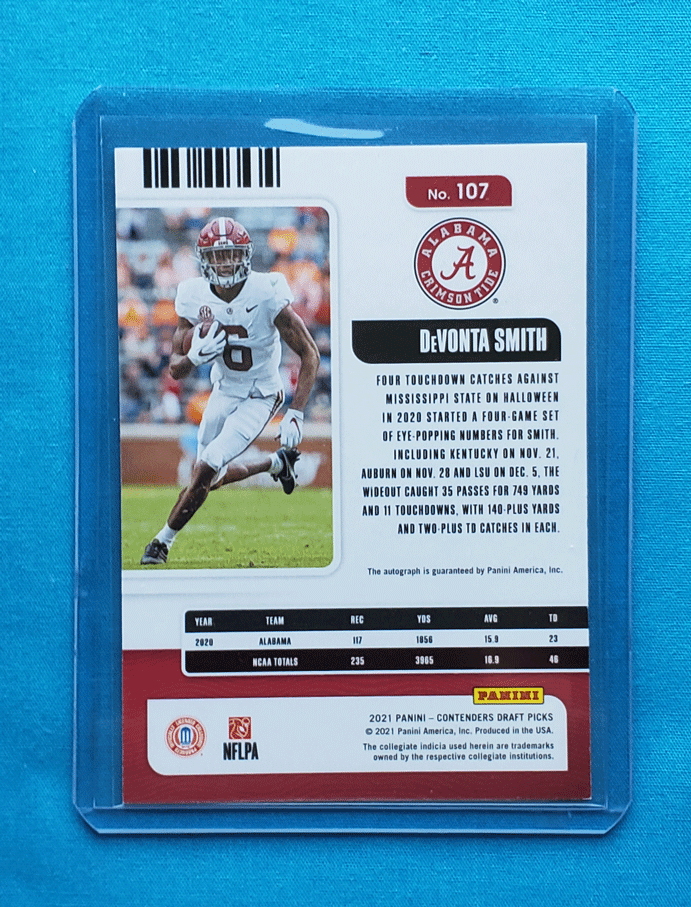 No. 107
ALABAMA
A
CRIMSON TIDE
®
DEVONTA SMITH
6
FOUR TOUCHDOWN CATCHES AGAINST
MISSISSIPPI STATE ON HALLOWEEN
IN 2020 STARTED A FOUR-GAME SET
OF EYE-POPPING NUMBERS FOR SMITH.
INCLUDING KENTUCKY ON NOV. 21,
AUBURN ON NOV. 28 AND LSU ON DEC. 5, THE
WIDEOUT CAUGHT 35 PASSES FOR 749 YARDS
AND 11 TOUCHDOWNS, WITH 140-PLUS YARDS
AND TWO-PLUS TD CATCHES IN EACH.
The autograph is guaranteed by Panini America, Inc.
YEAR TEAM REC YDS AVG TD
2020 ALABAMA 117 1856 15.9 23
NCAA TOTALS 235 3965 16.9 46
PANINI
2021 PANINI – CONTENDERS DRAFT PICKS
© 2021 Panini America, Inc. Produced in the USA.
The collegiate indicia used herein are trademarks
owned by the respective collegiate institutions.
NFLPA